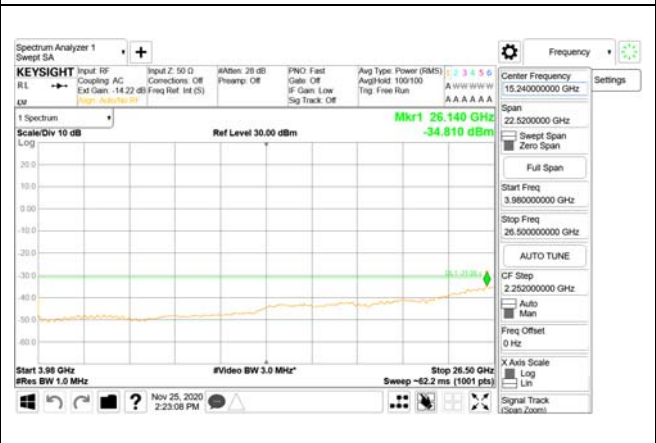 Spectrum Analyzer 1
Swept SA
+
Frequency
KEYSIGHT
Input: RF
Input Z: 50 Ω
#Atten: 28 dB
PNO: Fast
Avg Type: Power (RMS)
1 2 3 4 5 6
RL
Coupling: AC
Corrections: Off
Preamp: Off
Gate: Off
Avg|Hold: 100/100
A W W W W W
Ext Gain: -14.22 dB
Freq Ref: Int (S)
IF Gain: Low
Trig: Free Run
Align: Auto/No RF
Sig Track: Off
A A A A A A
Center Frequency
15.240000000 GHz
Settings
1 Spectrum
Mkr1 26.140 GHz
Scale/Div 10 dB
Ref Level 30.00 dBm
-34.810 dBm
Log
Span
22.5200000 GHz
Swept Span
Zero Span
Full Span
Start Freq
3.980000000 GHz
Stop Freq
26.500000000 GHz
AUTO TUNE
CF Step
2.252000000 GHz
Auto
Man
Freq Offset
0 Hz
X Axis Scale
Log
Lin
Signal Track
(Span Zoom)
20.0
10.0
0.00
-10.0
-20.0
-30.0
-40.0
-50.0
-60.0
Start 3.98 GHz
#Video BW 3.0 MHz*
Stop 26.50 GHz
#Res BW 1.0 MHz
Sweep ~62.2 ms (1001 pts)
?
Nov 25, 2020
2:23:08 PM